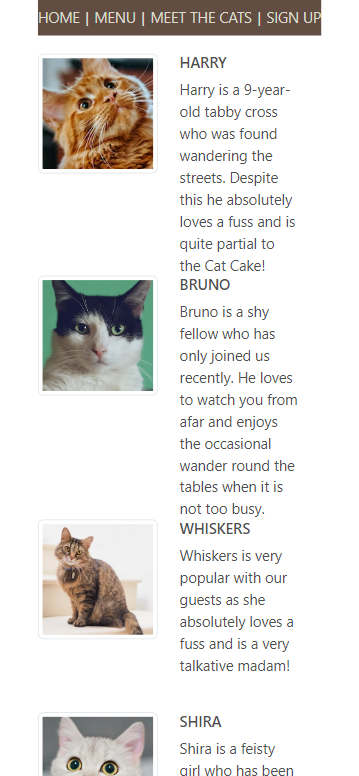 HOME | MENU | MEET THE CATS | SIGN UP
HARRY
Harry is a 9-year-
old tabby cross
who was found
wandering the
streets. Despite
this he absolutely
loves a fuss and is
quite partial to
the Cat Cake!
BRUNO
Bruno is a shy
fellow who has
only joined us
recently. He loves
to watch you from
afar and enjoys
the occasional
wander round the
tables when it is
not too busy.
WHISKERS
Whiskers is very
popular with our
guests as she
absolutely loves a
fuss and is a very
talkative madam!
SHIRA
Shira is a feisty
girl who has been